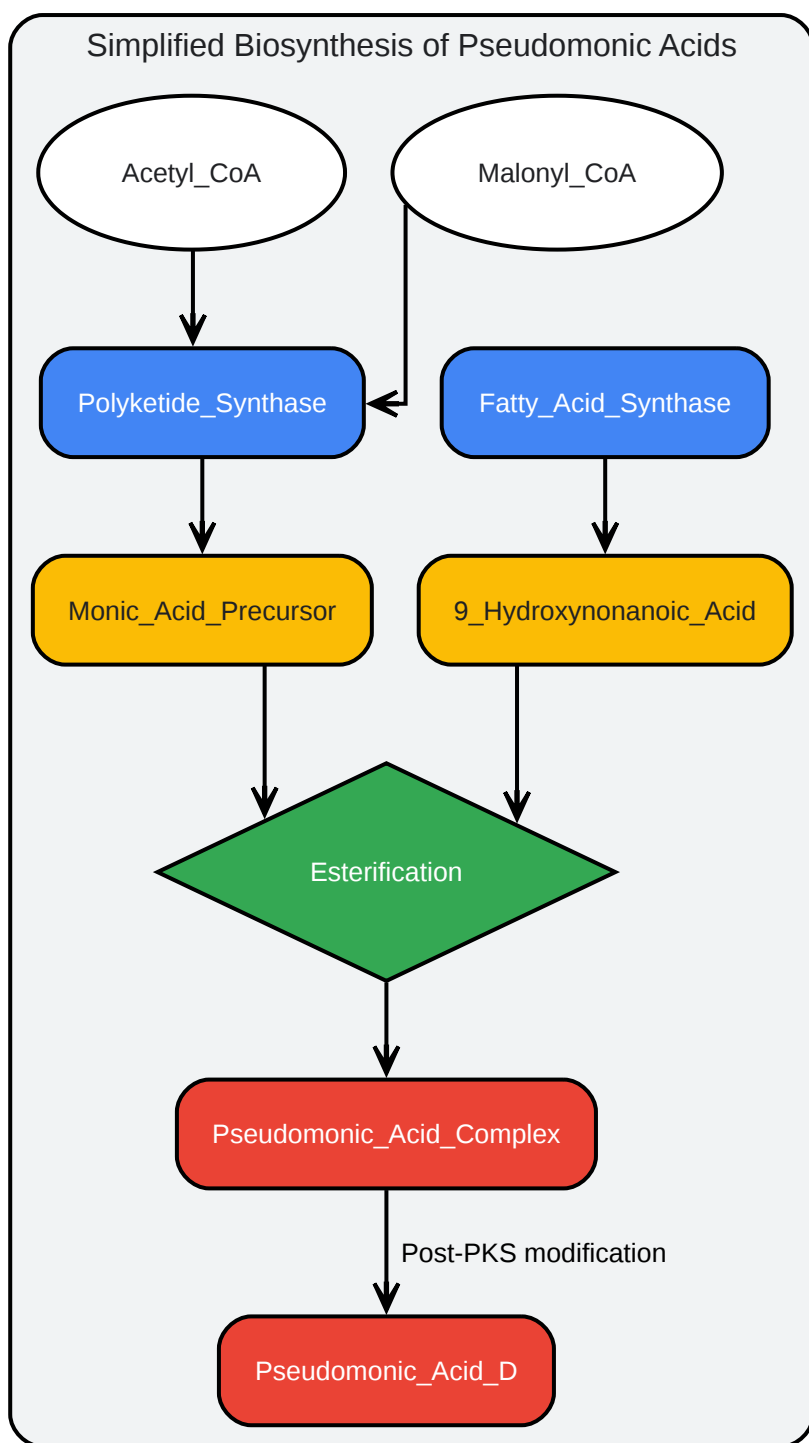 Simplified Biosynthesis of Pseudomonic Acids
Acetyl_CoA
Malonyl_CoA
Polyketide_Synthase
Fatty_Acid_Synthase
Monic_Acid_Precursor
9_Hydroxynonanoic_Acid
Esterification
Pseudomonic_Acid_Complex
Post-PKS modification
Pseudomonic_Acid_D